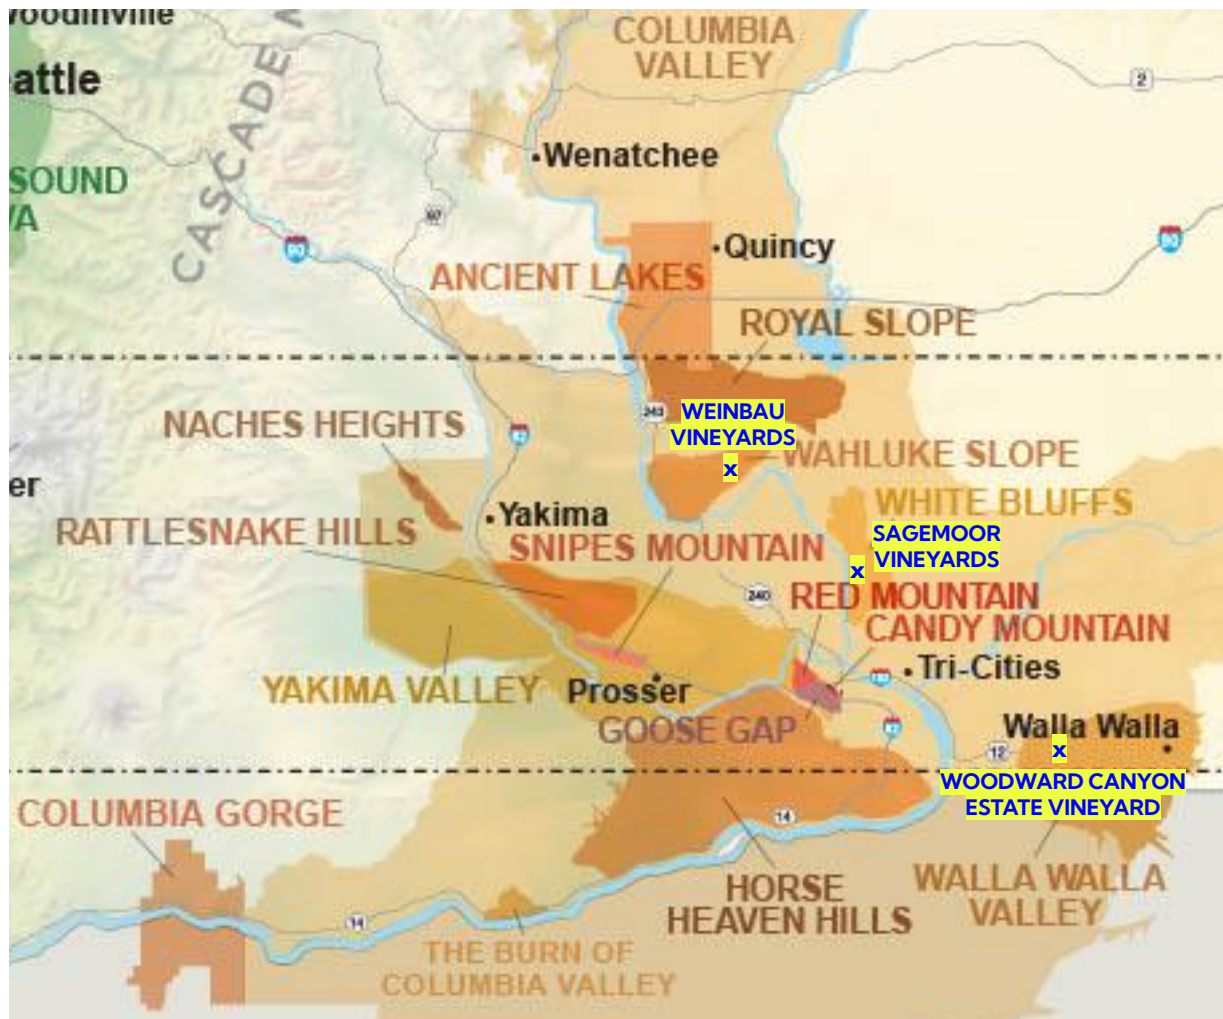 oodinville
COLUMBIA
VALLEY
eattle
CASCADE
2
Wenatchee
SOUND
VA
97
90
90
Quincy
ANCIENT LAKES
ROYAL SLOPE
NACHES HEIGHTS
82
243
WEINBAU
VINEYARDS
x
WAHLUKE SLOPE
er
WHITE BLUFFS
Yakima
RATTLESNAKE HILLS
SNIPES MOUNTAIN
SAGEMOOR
VINEYARDS
x
240
RED MOUNTAIN
CANDY MOUNTAIN
Tri-Cities
182
YAKIMA VALLEY
Prosser
GOOSE GAP
82
Walla Walla
12
x
WOODWARD CANYON
ESTATE VINEYARD
COLUMBIA GORGE
14
HORSE
HEAVEN HILLS
WALLA WALLA
VALLEY
14
THE BURN OF
COLUMBIA VALLEY